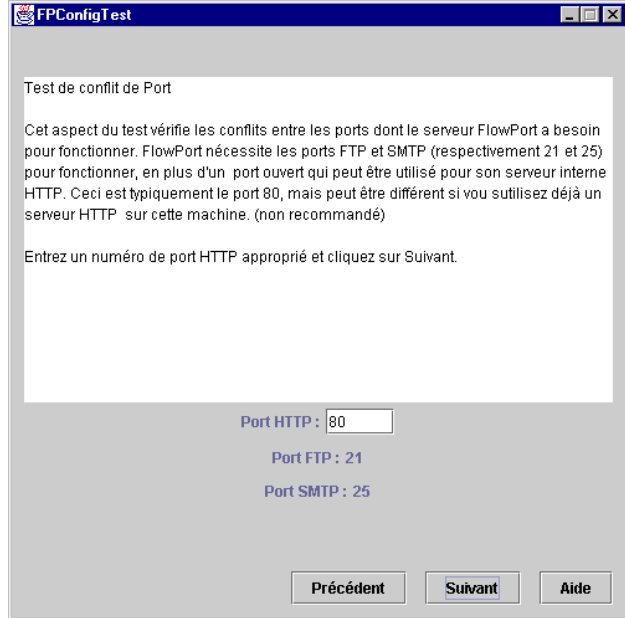 FPConfigTest
Test de conflit de Port
Cet aspect du test vérifie les conflits entre les ports dont le serveur FlowPort a besoin
pour fonctionner. FlowPort nécessite les ports FTP et SMTP (respectivement 21 et 25)
pour fonctionner, en plus d'un  port ouvert qui peut être utilisé pour son serveur interne
HTTP. Ceci est typiquement le port 80, mais peut être différent si vou sutilisez déjà un
serveur HTTP  sur cette machine. (non recommandé)
Entrez un numéro de port HTTP approprié et cliquez sur Suivant.
Port HTTP : 80
Port FTP : 21
Port SMTP : 25
Précédent Suivant Aide